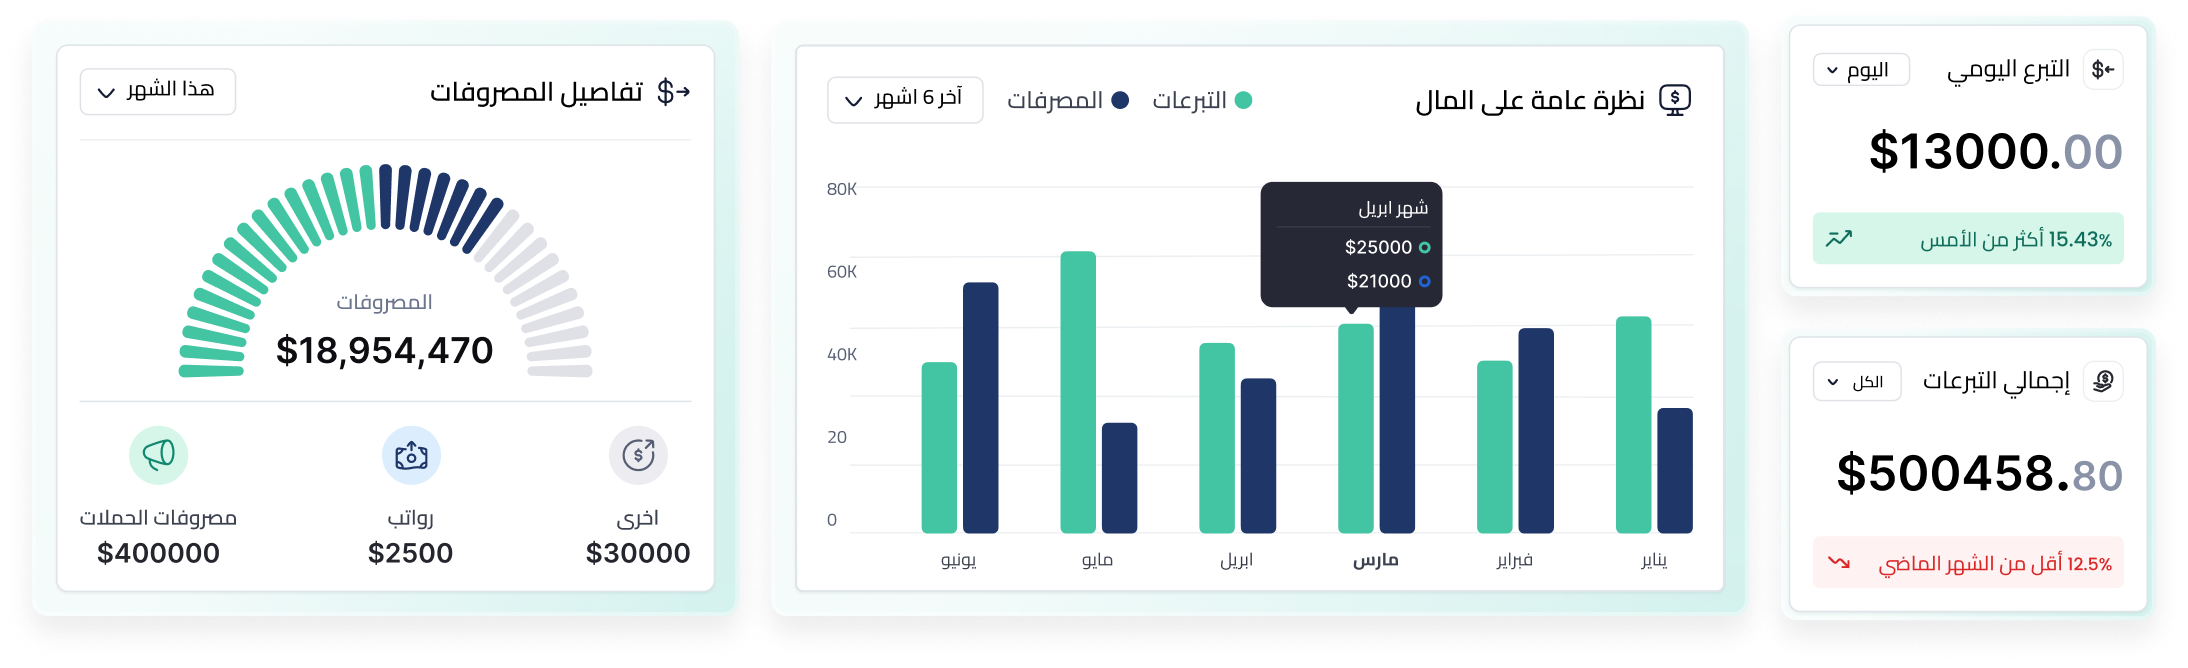 التبرع اليومي
اليوم
$13000.00
15.43% أكثر من الأمس
إجمالي التبرعات
الكل
$500458.80
12.5% أقل من الشهر الماضي
نظرة عامة على المال
التبرعات
المصرفات
آخر 6 اشهر
80K
60K
40K
20
0
شهر ابريل
$25000
$21000
يناير
فبراير
مارس
ابريل
مايو
يونيو
تفاصيل المصروفات
هذا الشهر
المصروفات
$18,954,470
اخرى
$30000
رواتب
$2500
مصروفات الحملات
$400000